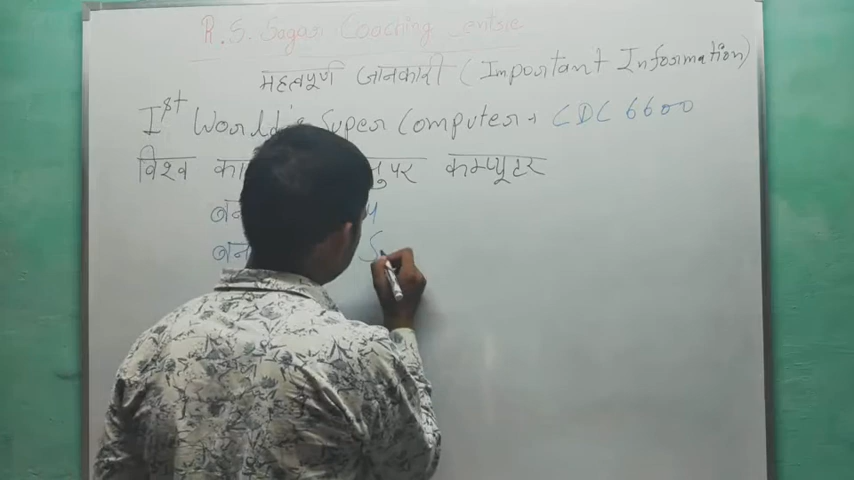 R.S. Sagar Coaching Centre
महत्वपूर्ण जानकारी (Important Information)
Ist World's Super Computer → CDC 6600
विश्व का सुपर कम्प्यूटर